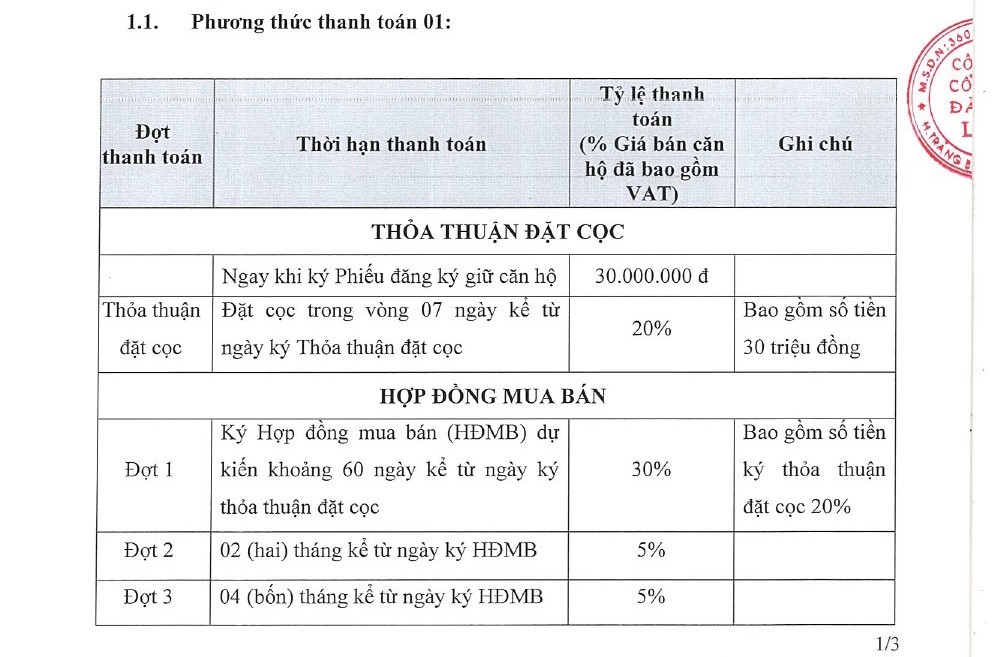 1.1. Phương thức thanh toán 01:
Đợt
thanh toán
Thời hạn thanh toán
Tỷ lệ thanh
toán
(% Giá bán căn
hộ đã bao gồm
VAT)
Ghi chú
THỎA THUẬN ĐẶT CỌC
Ngay khi ký Phiếu đăng ký giữ căn hộ
30.000.000 đ
Thỏa thuận
đặt cọc
Đặt cọc trong vòng 07 ngày kể từ
ngày ký Thỏa thuận đặt cọc
20%
Bao gồm số tiền
30 triệu đồng
HỢP ĐỒNG MUA BÁN
Đợt 1
Ký Hợp đồng mua bán (HĐMB) dự
kiến khoảng 60 ngày kể từ ngày ký
thỏa thuận đặt cọc
30%
Bao gồm số tiền
ký thỏa thuận
đặt cọc 20%
Đợt 2
02 (hai) tháng kể từ ngày ký HĐMB
5%
Đợt 3
04 (bốn) tháng kể từ ngày ký HĐMB
5%
1/3
M.S.D.N:360
CÔ
CỔ
H.TRẢNG B